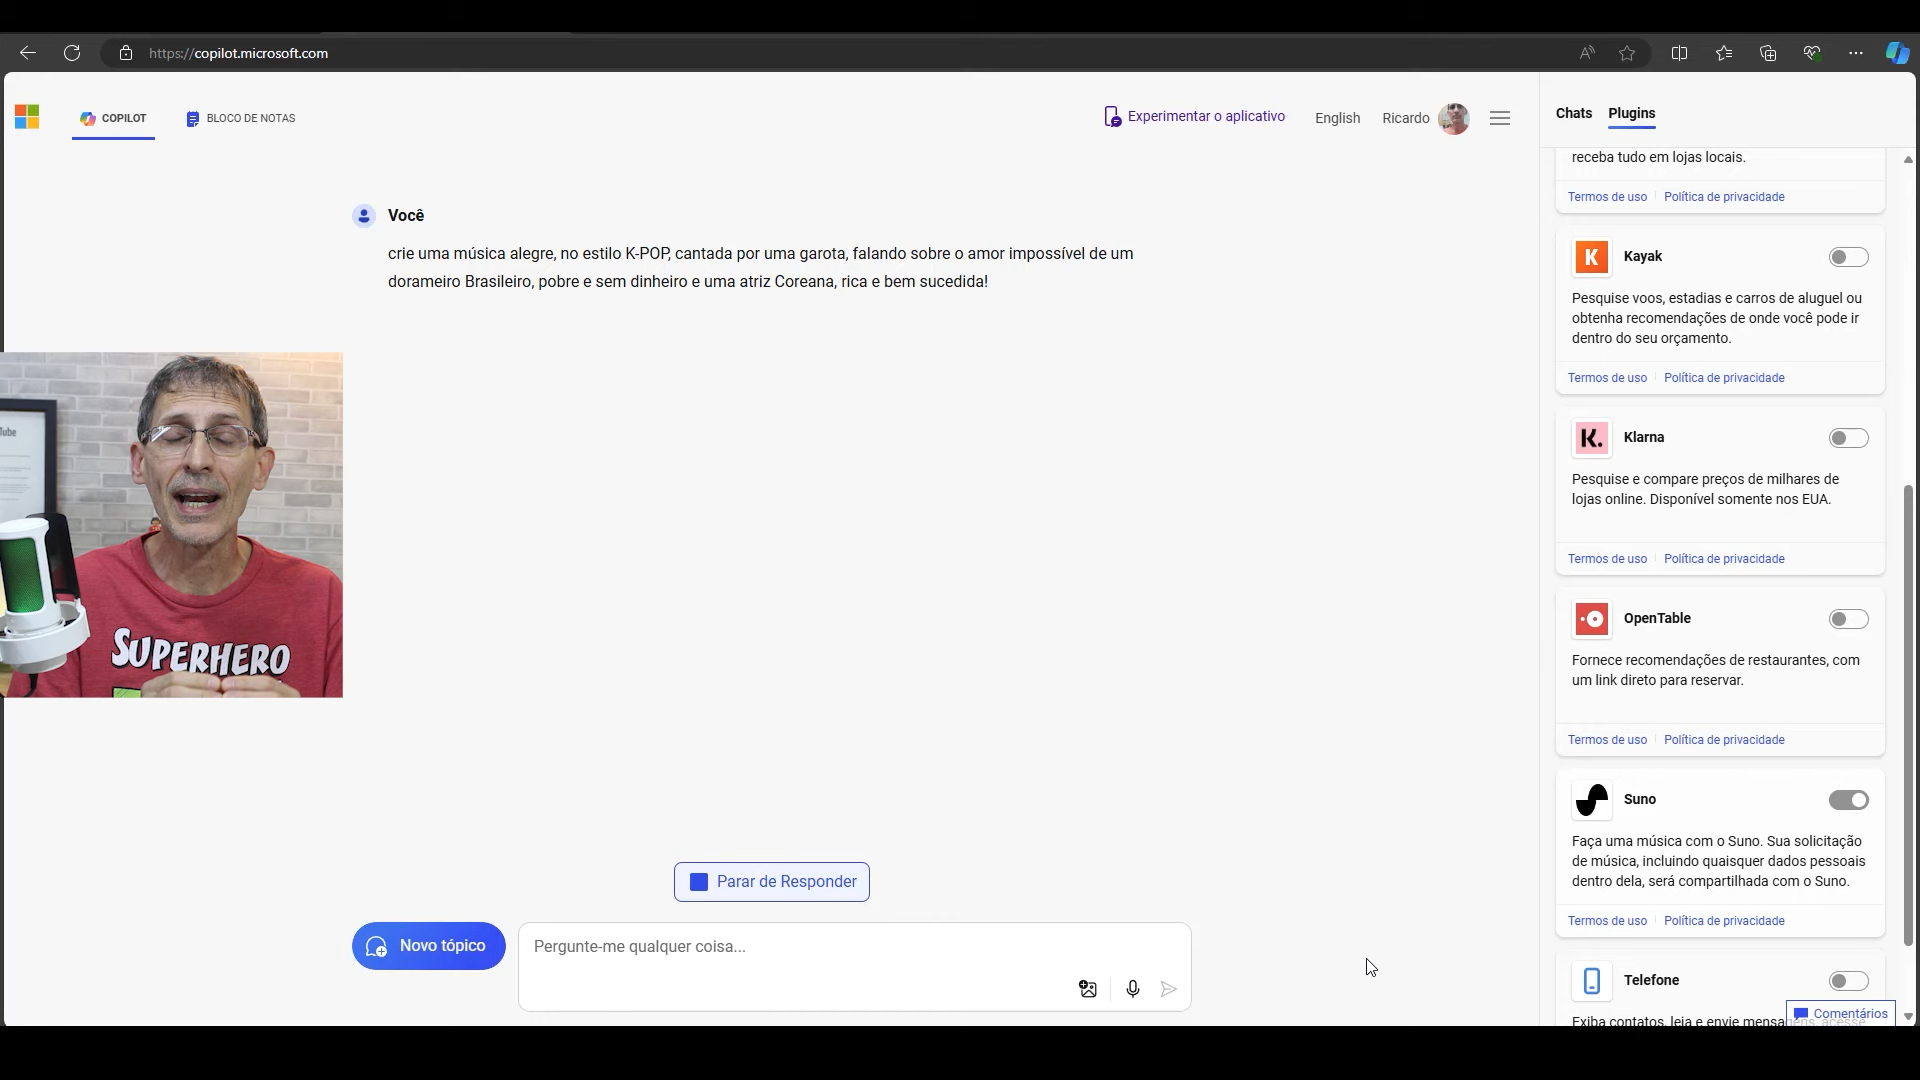 https://copilot.microsoft.com
COPILOT
BLOCO DE NOTAS
Experimentar o aplicativo
English
Ricardo
Chats
Plugins
Você
crie uma música alegre, no estilo K-POP, cantada por uma garota, falando sobre o amor impossível de um
dorameiro Brasileiro, pobre e sem dinheiro e uma atriz Coreana, rica e bem sucedida!
SUPERHERO
Parar de Responder
Novo tópico
Pergunte-me qualquer coisa...
receba tudo em lojas locais.
Termos de uso
Política de privacidade
K
Kayak
Pesquise voos, estadias e carros de aluguel ou
obtenha recomendações de onde você pode ir
dentro do seu orçamento.
Termos de uso
Política de privacidade
K.
Klarna
Pesquise e compare preços de milhares de
lojas online. Disponível somente nos EUA.
Termos de uso
Política de privacidade
OpenTable
Fornece recomendações de restaurantes, com
um link direto para reservar.
Termos de uso
Política de privacidade
Suno
Faça uma música com o Suno. Sua solicitação
de música, incluindo quaisquer dados pessoais
dentro dela, será compartilhada com o Suno.
Termos de uso
Política de privacidade
Telefone
Exiba contatos, leia e envie mensagens, acesse
Comentários